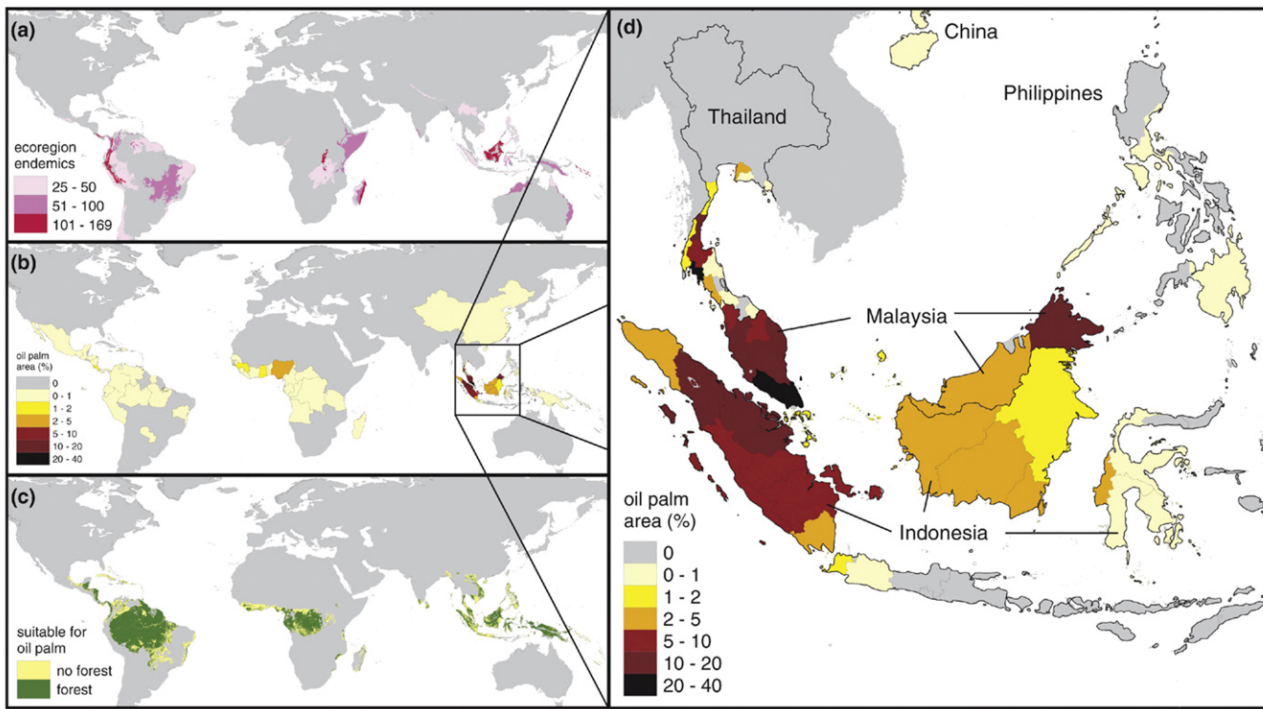 (a)
ecoregion
endemics
25 - 50
51 - 100
101 - 169
(b)
oil palm
area (%)
0
0 - 1
1 - 2
2 - 5
5 - 10
10 - 20
20 - 40
(c)
suitable for
oil palm
no forest
forest
(d)
China
Philippines
Thailand
Malaysia
Indonesia
oil palm
area (%)
0
0 - 1
1 - 2
2 - 5
5 - 10
10 - 20
20 - 40